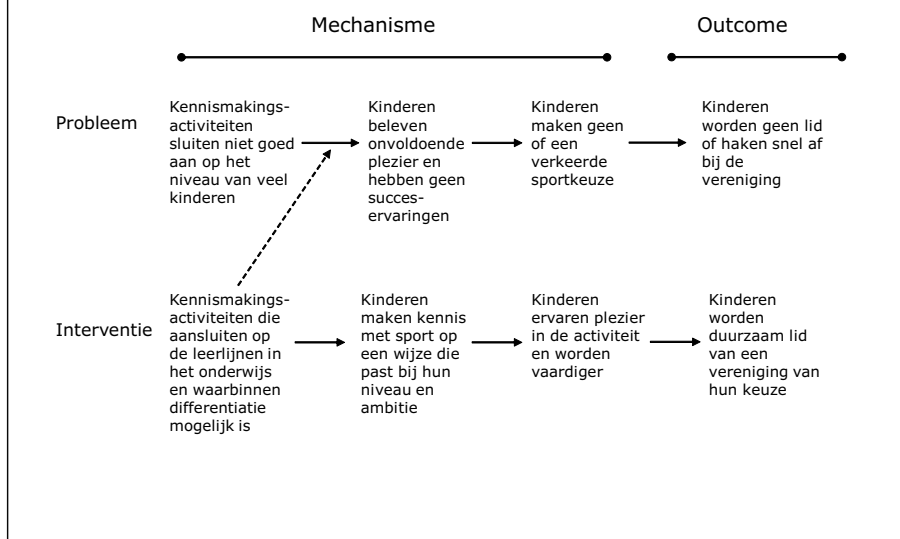 Mechanisme
Outcome
Probleem
Kennismakings-
activiteiten
sluiten niet goed
aan op het
niveau van veel
kinderen
Kinderen
beleven
onvoldoende
plezier en
hebben geen
succes-
ervaringen
Kinderen
maken geen
of een
verkeerde
sportkeuze
Kinderen
worden geen lid
of haken snel af
bij de
vereniging
Interventie
Kennismakings-
activiteiten die
aansluiten op
de leerlijnen in
het onderwijs
en waarbinnen
differentiatie
mogelijk is
Kinderen
maken kennis
met sport op
een wijze die
past bij hun
niveau en
ambitie
Kinderen
ervaren plezier
in de activiteit
en worden
vaardiger
Kinderen
worden
duurzaam lid
van een
vereniging van
hun keuze